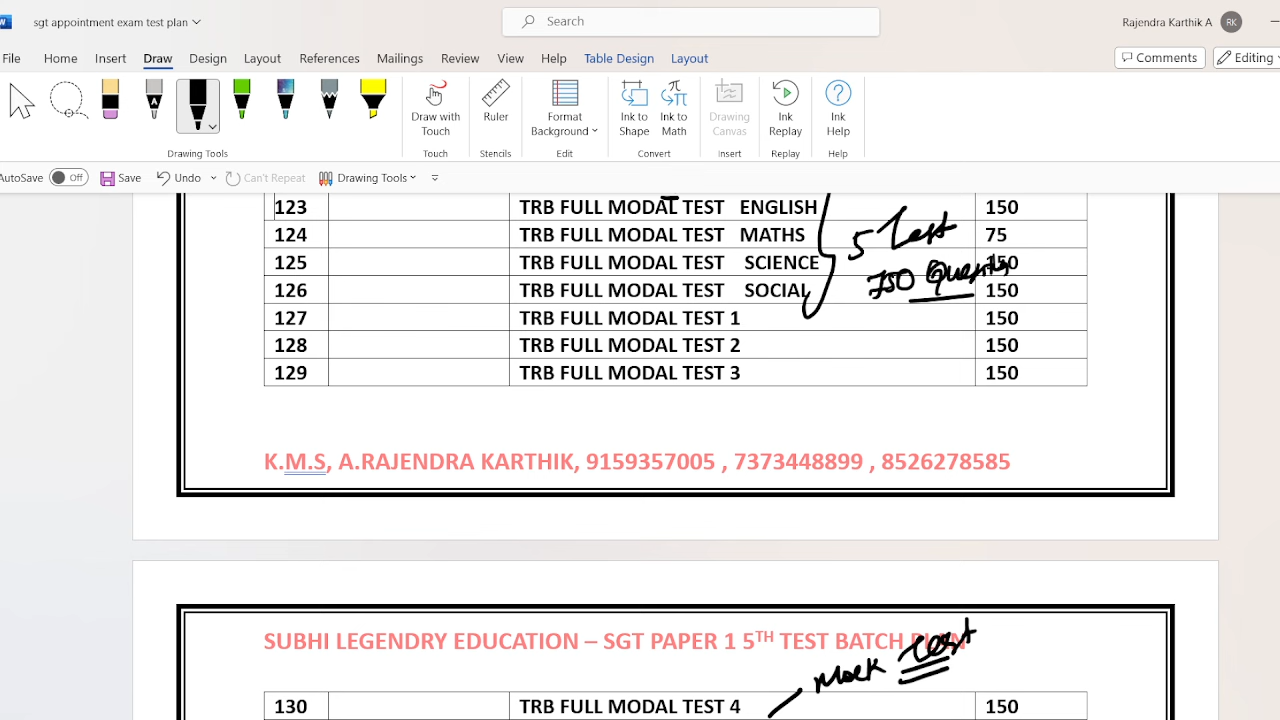 sgt appointment exam test plan
Search
Rajendra Karthik A
RK
File Home Insert Draw Design Layout References Mailings Review View Help Table Design Layout
Comments
Editing
Draw with Touch
Ruler
Format Background
Ink to Shape
Ink to Math
Drawing Canvas
Ink Replay
Ink Help
Drawing Tools Touch Stencils Edit Convert Insert Replay Help
AutoSave Off Save Undo Can't Repeat Drawing Tools
123 TRB FULL MODAL TEST ENGLISH 150
124 TRB FULL MODAL TEST MATHS 75
125 TRB FULL MODAL TEST SCIENCE 150
126 TRB FULL MODAL TEST SOCIAL 150
5 Test
750
127 TRB FULL MODAL TEST 1 150
128 TRB FULL MODAL TEST 2 150
129 TRB FULL MODAL TEST 3 150
K.M.S, A.RAJENDRA KARTHIK, 9159357005 , 7373448899 , 8526278585
SUBHI LEGENDRY EDUCATION – SGT PAPER 1 5TH TEST BATCH PLAN
Mock Test
130 TRB FULL MODAL TEST 4 150